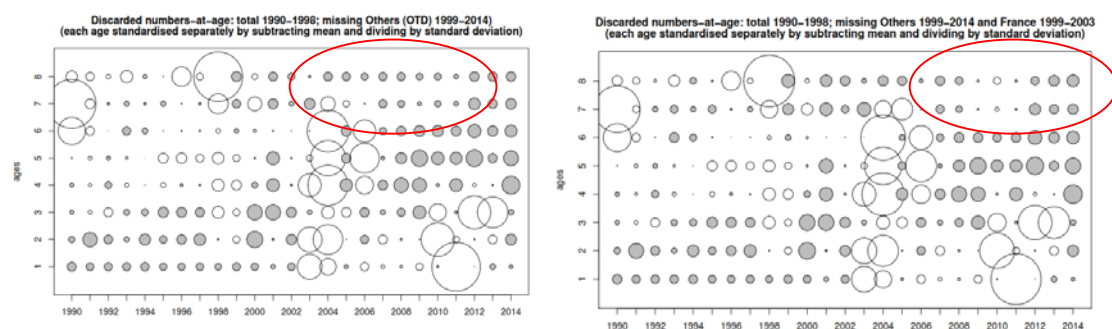 Discarded numbers−at−age: total 1990−1998; missing Others (OTD) 1999−2014)
(each age standardised separately by subtracting mean and dividing by standard deviation)
8
7
6
5
4
3
2
1
ages
1990 1992 1994 1996 1998 2000 2002 2004 2006 2008 2010 2012 2014
Discarded numbers−at−age: total 1990−1998; missing Others 1999−2014 and France 1999−2003
(each age standardised separately by subtracting mean and dividing by standard deviation)
8
7
6
5
4
3
2
1
ages
1990 1992 1994 1996 1998 2000 2002 2004 2006 2008 2010 2012 2014